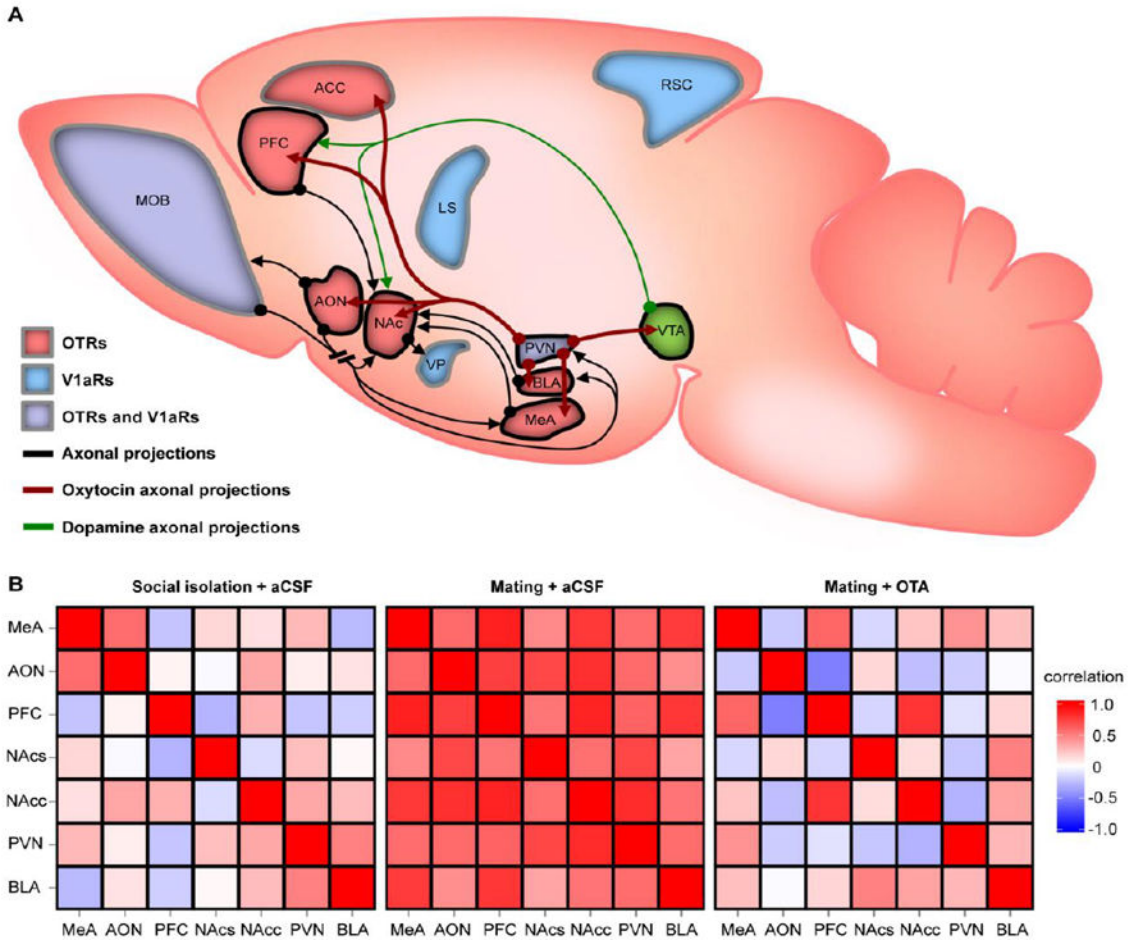 A
ACC
RSC
PFC
MOB
LS
AON
NAc
VTA
PVN
VP
BLA
MeA
OTRs
V1aRs
OTRs and V1aRs
Axonal projections
Oxytocin axonal projections
Dopamine axonal projections
B
Social isolation + aCSF
Mating + aCSF
Mating + OTA
MeA
AON
PFC
NAcs
NAcc
PVN
BLA
MeA AON PFC NAcs NAcc PVN BLA
MeA AON PFC NAcs NAcc PVN BLA
MeA AON PFC NAcs NAcc PVN BLA
correlation
1.0
0.5
0
-0.5
-1.0